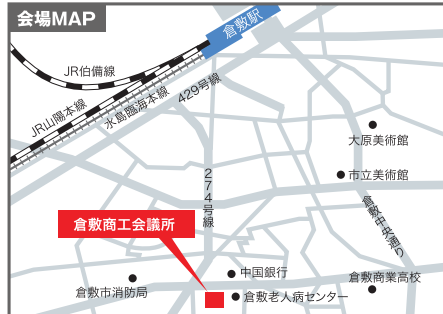 会場MAP
倉敷駅
JR伯備線
JR山陽本線
水島臨海本線
429号線
大原美術館
274号線
市立美術館
倉敷中央通り
倉敷商工会議所
中国銀行
倉敷市消防局
倉敷商業高校
倉敷老人病センター